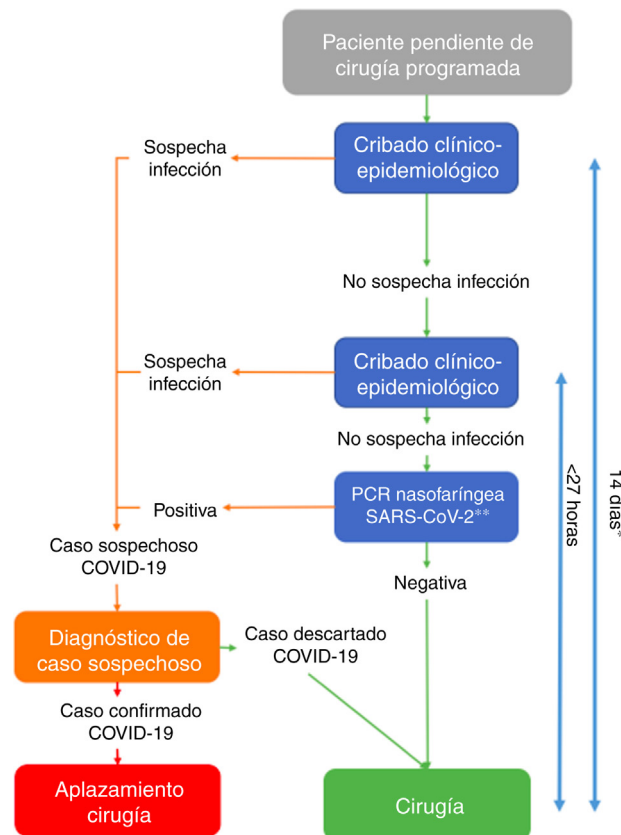 Paciente pendiente de
cirugía programada
Sospecha
infección
Cribado clínico-
epidemiológico
No sospecha infección
Sospecha
infección
Cribado clínico-
epidemiológico
No sospecha infección
Positiva
PCR nasofaríngea
SARS-CoV-2**
<27 horas
14 días*
Caso sospechoso
COVID-19
Negativa
Diagnóstico de
caso sospechoso
Caso descartado
COVID-19
Caso confirmado
COVID-19
Aplazamiento
cirugía
Cirugía